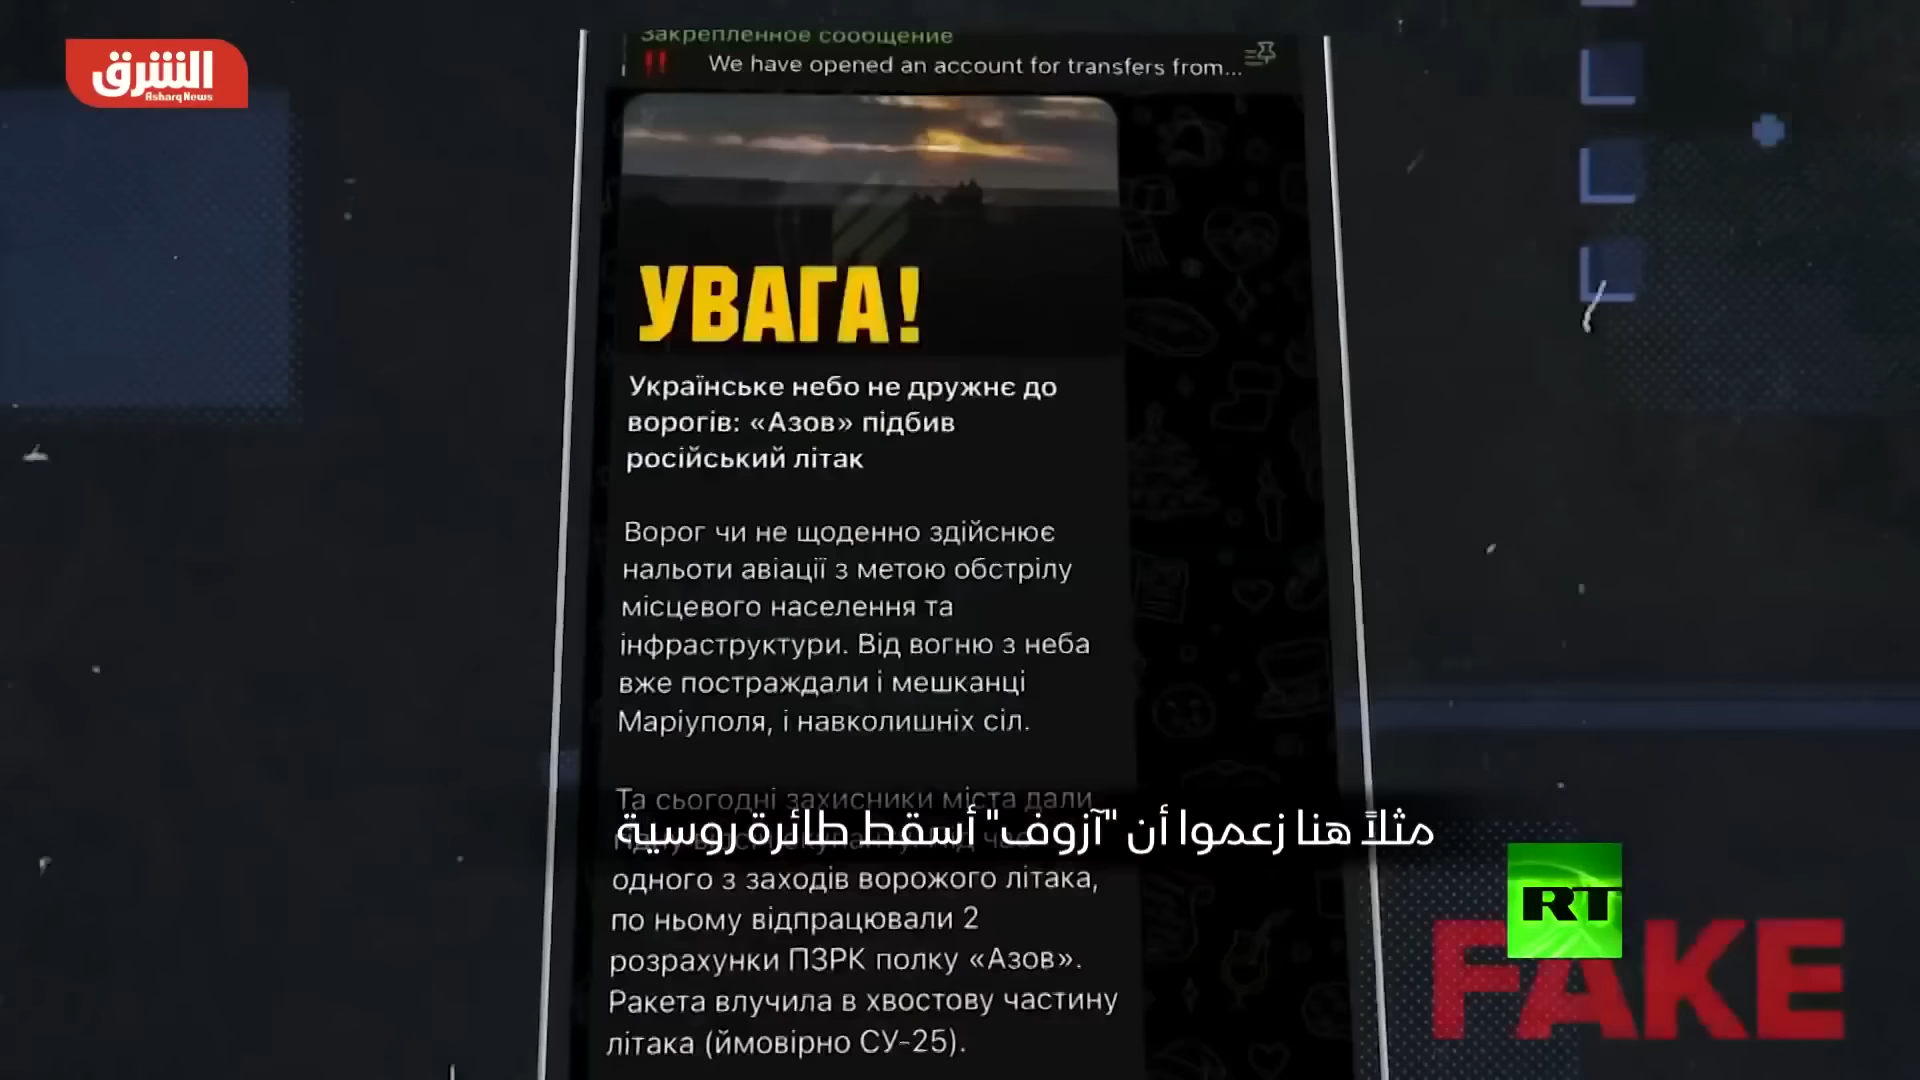 الشرق
Asharq News
Закрепленное сообщение
‼ We have opened an account for transfers from...
УВАГА!
Українське небо не дружнє до
ворогів: «Азов» підбив
російський літак
Ворог чи не щоденно здійснює
нальоти авіації з метою обстрілу
місцевого населення та
інфраструктури. Від вогню з неба
вже постраждали і мешканці
Маріуполя, і навколишніх сіл.
Та сьогодні захисники міста дали
مثلاً هنا زعموا أن "آزوف" أسقط طائرة روسية
одного з заходів ворожого літака,
по ньому відпрацювали 2
розрахунки ПЗРК полку «Азов».
Ракета влучила в хвостову частину
літака (ймовірно СУ-25).
RT
FAKE